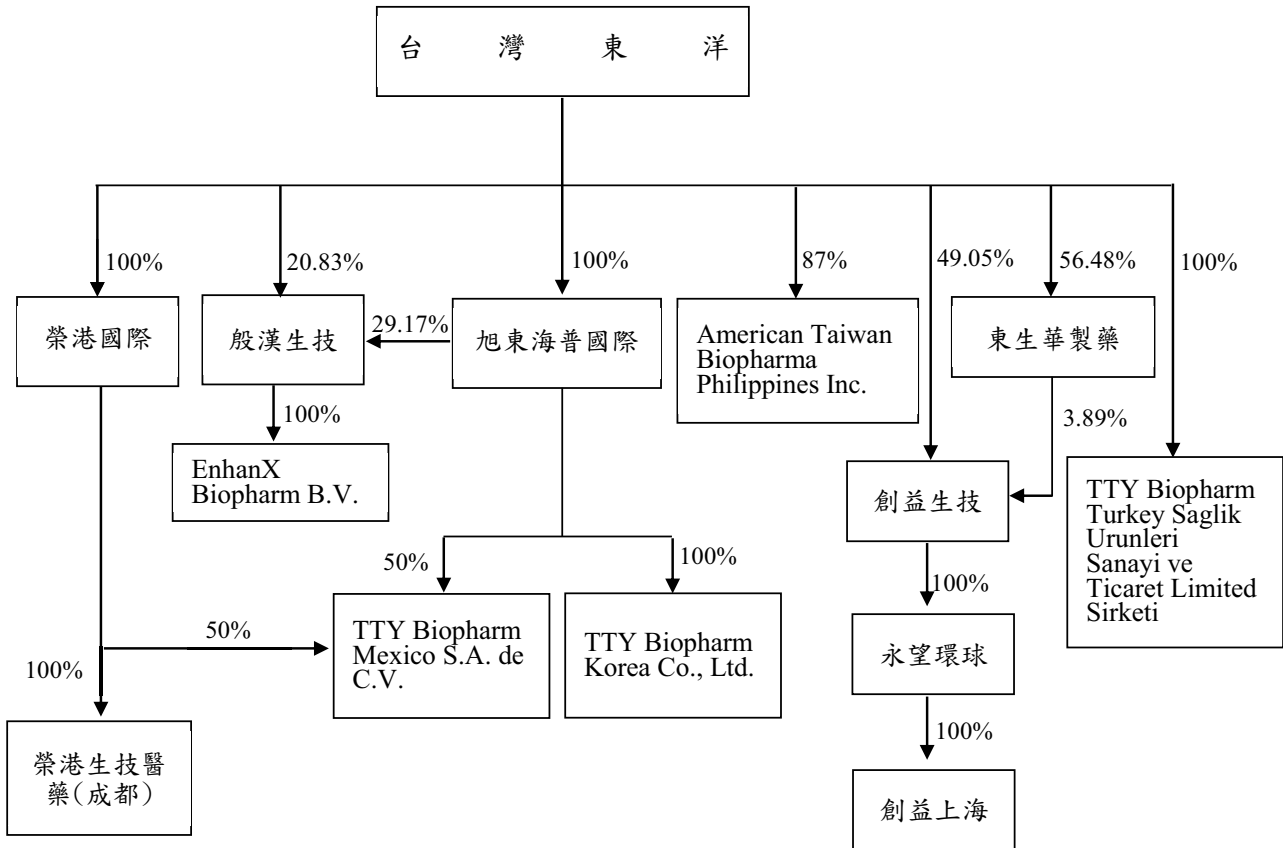 台灣東洋
100%
20.83%
100%
87%
49.05%
56.48%
100%
榮港國際
殷漢生技
29.17%
旭東海普國際
American Taiwan
Biopharma
Philippines Inc.
東生華製藥
100%
3.89%
EnhanX
Biopharm B.V.
創益生技
TTY Biopharm
Turkey Saglik
Urunleri
Sanayi ve
Ticaret Limited
Sirketi
50%
100%
100%
50%
TTY Biopharm
Mexico S.A. de
C.V.
TTY Biopharm
Korea Co., Ltd.
永望環球
100%
100%
榮港生技醫
藥(成都)
創益上海